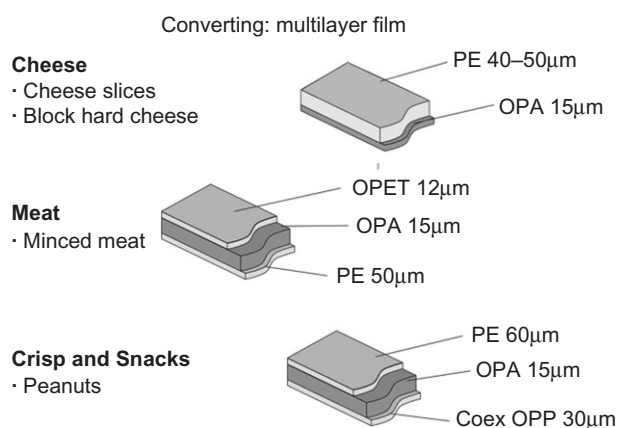 Converting: multilayer film
Cheese
· Cheese slices
· Block hard cheese
PE 40–50μm
OPA 15μm
Meat
· Minced meat
OPET 12μm
OPA 15μm
PE 50μm
Crisp and Snacks
· Peanuts
PE 60μm
OPA 15μm
Coex OPP 30μm